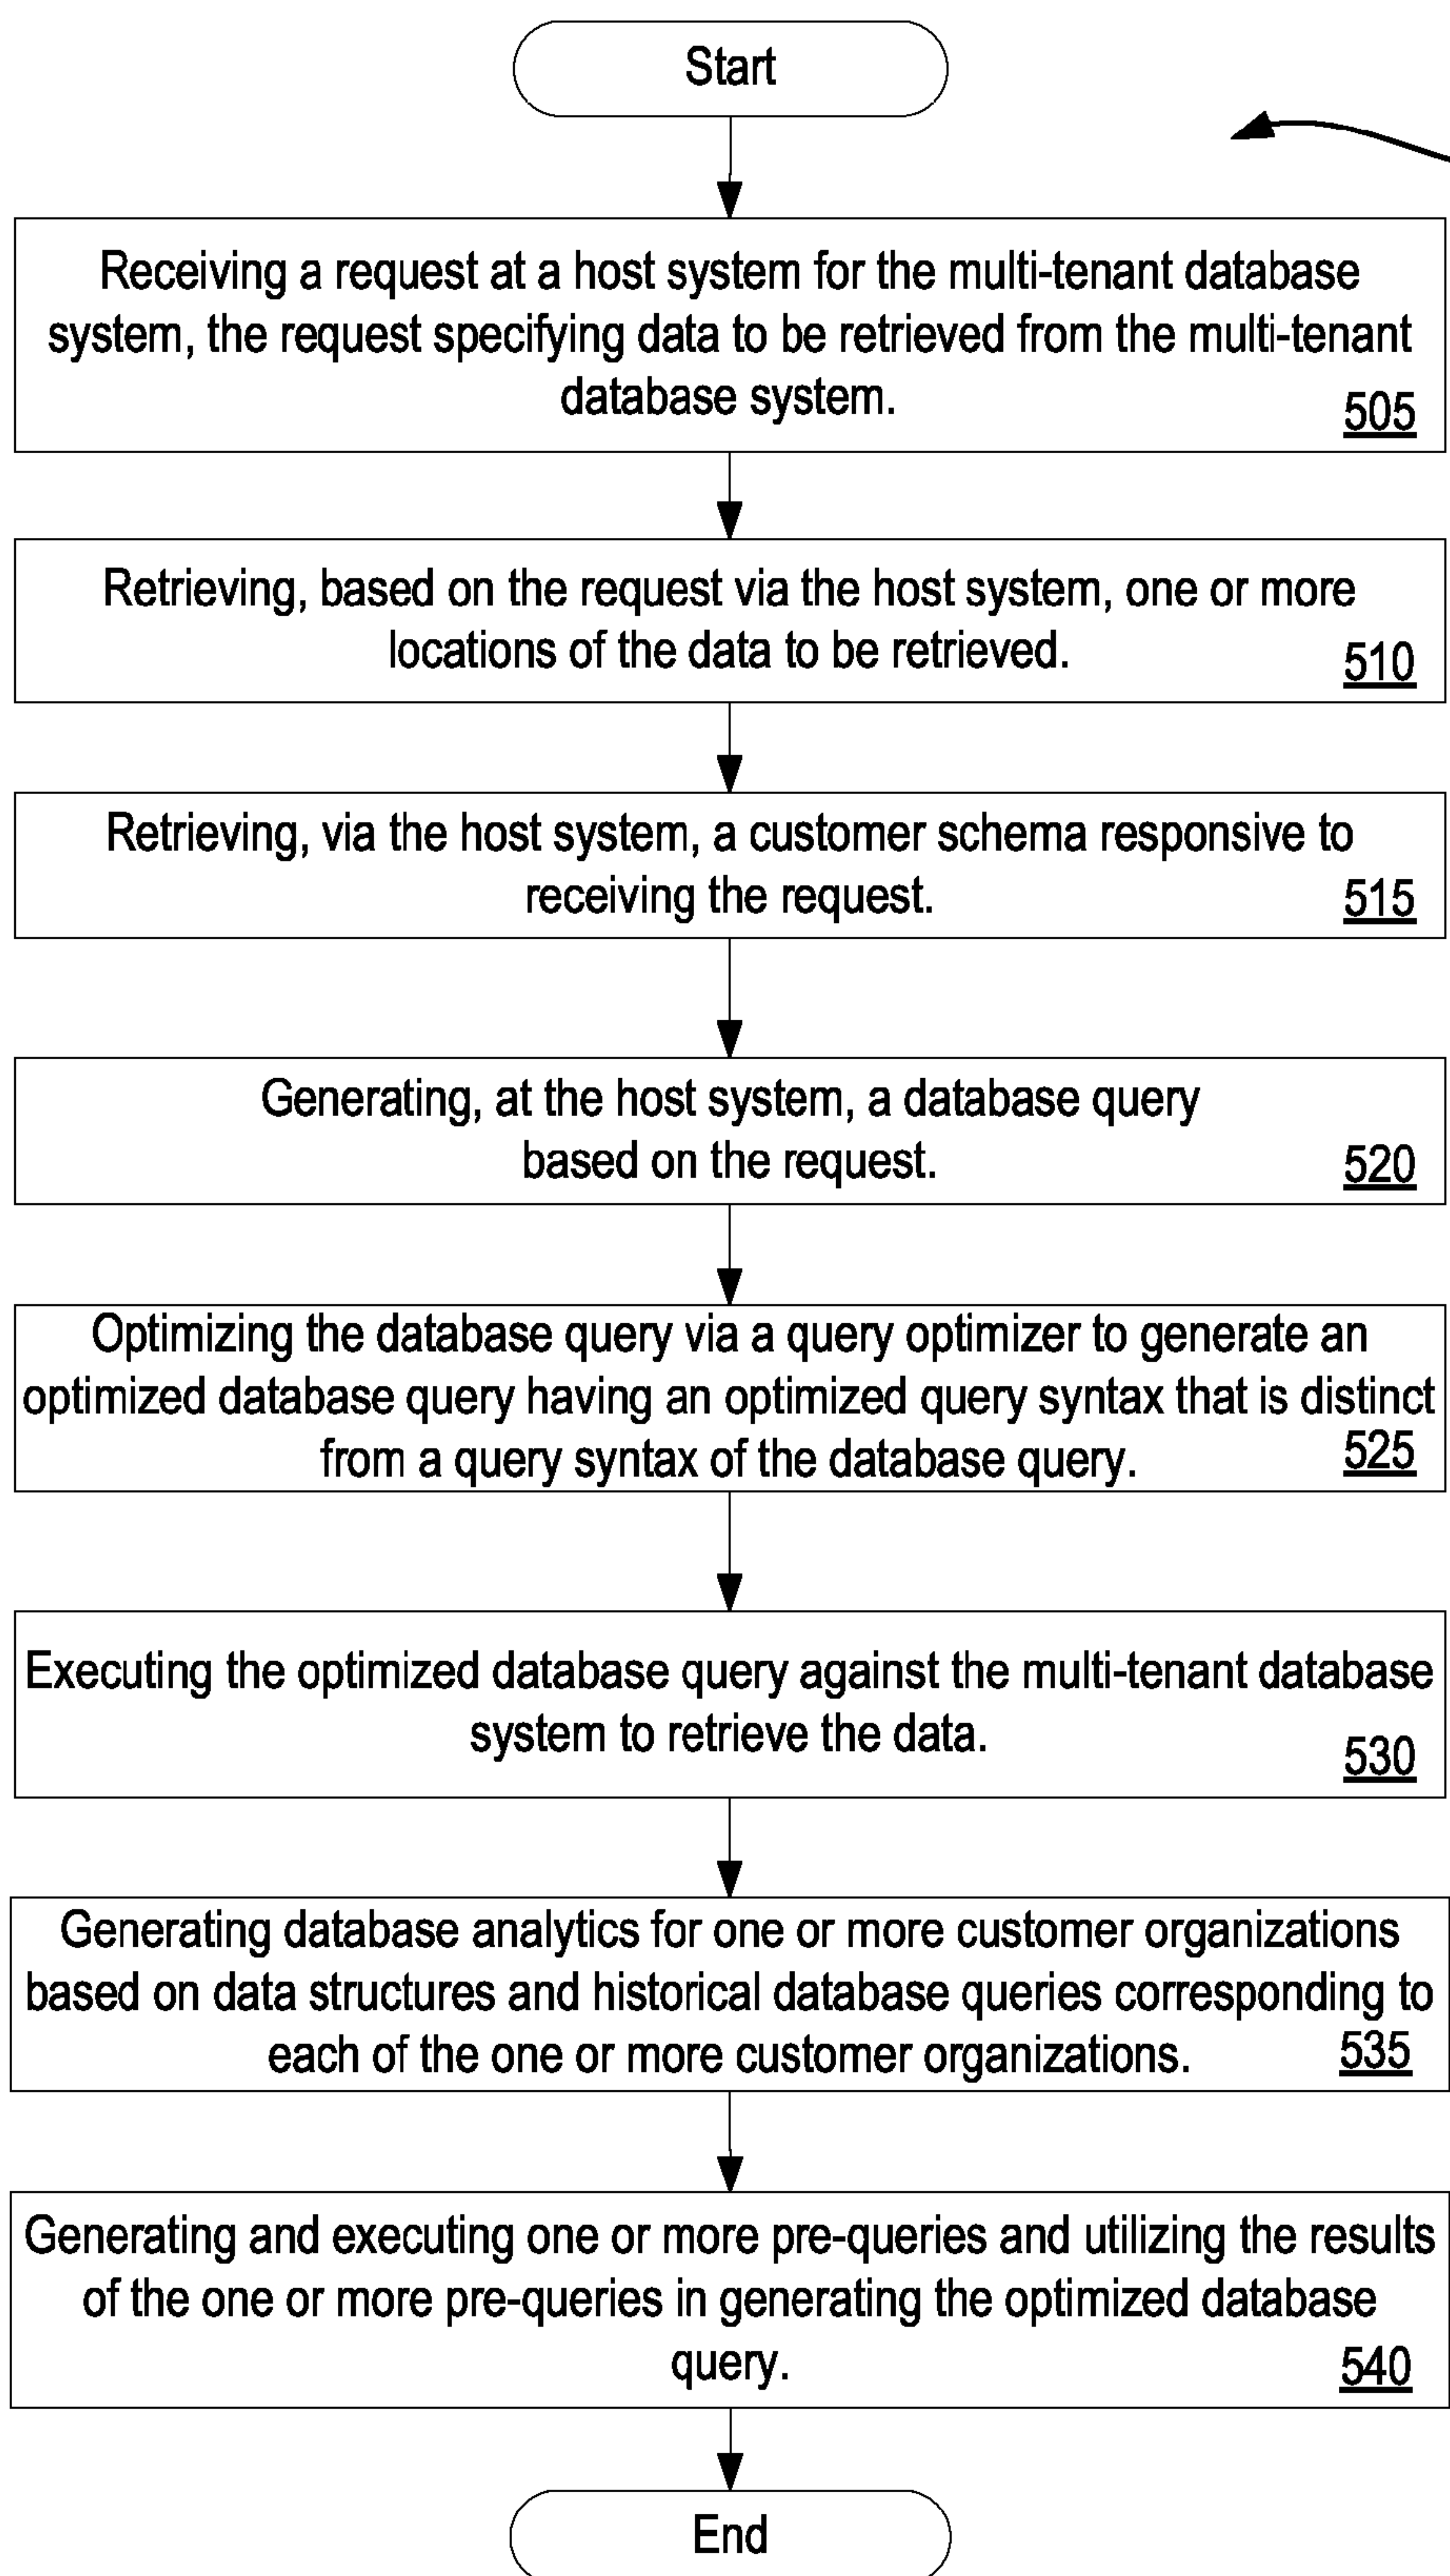 Start
Receiving a request at a host system for the multi-tenant database
system, the request specifying data to be retrieved from the multi-tenant
database system.
505
Retrieving, based on the request via the host system, one or more
locations of the data to be retrieved.
510
Retrieving, via the host system, a customer schema responsive to
receiving the request.
515
Generating, at the host system, a database query
based on the request.
520
Optimizing the database query via a query optimizer to generate an
optimized database query having an optimized query syntax that is distinct
from a query syntax of the database query.
525
Executing the optimized database query against the multi-tenant database
system to retrieve the data.
530
Generating database analytics for one or more customer organizations
based on data structures and historical database queries corresponding to
each of the one or more customer organizations.
535
Generating and executing one or more pre-queries and utilizing the results
of the one or more pre-queries in generating the optimized database
query.
540
End